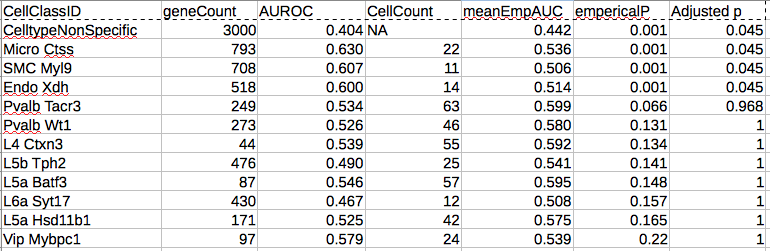 CellClassID geneCount AUROC CellCount meanEmpAUC empericalP Adjusted p
CelltypeNonSpecific 3000 0.404 NA 0.442 0.001 0.045
Micro Ctss 793 0.630 22 0.536 0.001 0.045
SMC Myl9 708 0.607 11 0.506 0.001 0.045
Endo Xdh 518 0.600 14 0.514 0.001 0.045
Pvalb Tacr3 249 0.534 63 0.599 0.066 0.968
Pvalb Wt1 273 0.526 46 0.580 0.131 1
L4 Ctxn3 44 0.539 55 0.592 0.134 1
L5b Tph2 476 0.490 25 0.541 0.141 1
L5a Batf3 87 0.546 57 0.595 0.148 1
L6a Syt17 430 0.467 12 0.508 0.157 1
L5a Hsd11b1 171 0.525 42 0.575 0.165 1
Vip Mybpc1 97 0.579 24 0.539 0.22 1